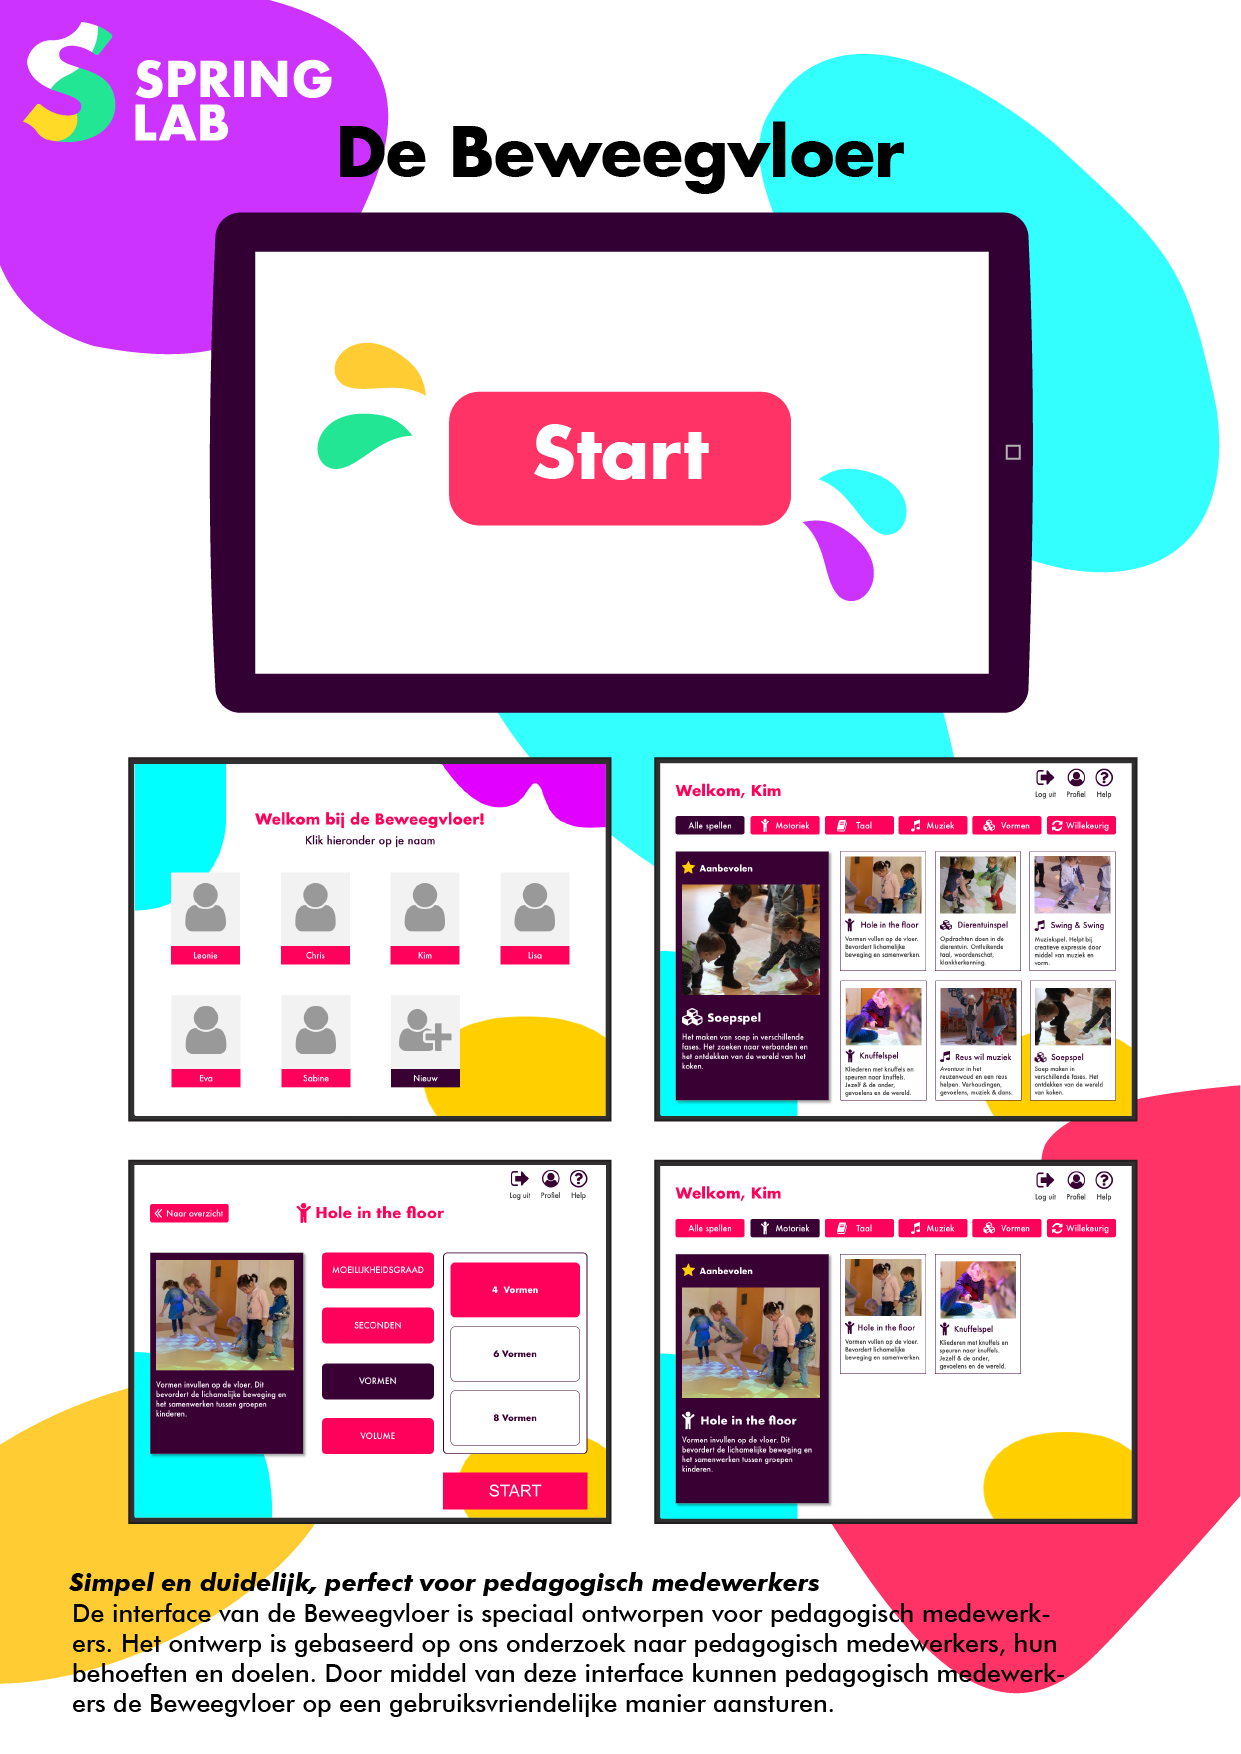 SPRING
LAB
De Beweegvloer
Start
Welkom bij de Beweegvloer!
Klik hieronder op je naam
Leonie
Chris
Kim
Lisa
Eva
Sabine
Nieuw
Welkom, Kim
Log uit
Profiel
Help
Alle spellen
Motoriek
Taal
Muziek
Vormen
Willekeurig
Aanbevolen
Soepspel
Het maken van soep in verschillende
fases. Het zoeken naar verbanden en
het ontdekken van de wereld van het
koken.
Hole in the floor
Vormen vullen op de vloer.
Bevordert lichamelijke
beweging en samenwerken.
Dierentuinspel
Opdrachten doen in de
dierentuin. Ontluikende
taal, woordenschat,
klankherkenning.
Swing & Swing
Muziekspel. Helpt bij
creatieve expressie door
middel van muziek en
vorm.
Knuffelspel
Kliederen met knuffels en
speuren naar knuffels.
Jezelf & de ander,
gevoelens en de wereld.
Reus wil muziek
Avontuur in het
reuzenwoud en een reus
helpen. Verhoudingen,
gevoelens, muziek & dans.
Soepspel
Soep maken in
verschillende fases. Het
ontdekken van de wereld
van koken.
Log uit
Profiel
Help
Naar overzicht
Hole in the floor
Vormen invullen op de vloer. Dit
bevordert de lichamelijke beweging en
het samenwerken tussen groepen
kinderen.
MOEILIJKHEIDSGRAAD
SECONDEN
VORMEN
VOLUME
4 Vormen
6 Vormen
8 Vormen
START
Welkom, Kim
Log uit
Profiel
Help
Alle spellen
Motoriek
Taal
Muziek
Vormen
Willekeurig
Aanbevolen
Hole in the floor
Vormen invullen op de vloer. Dit
bevordert de lichamelijke beweging en
het samenwerken tussen groepen
kinderen.
Hole in the floor
Vormen vullen op de vloer.
Bevordert lichamelijke
beweging en samenwerken.
Knuffelspel
Kliederen met knuffels en
speuren naar knuffels.
Jezelf & de ander,
gevoelens en de wereld.
Simpel en duidelijk, perfect voor pedagogisch medewerkers
De interface van de Beweegvloer is speciaal ontworpen voor pedagogisch medewerk-
ers. Het ontwerp is gebaseerd op ons onderzoek naar pedagogisch medewerkers, hun
behoeften en doelen. Door middel van deze interface kunnen pedagogisch medewerk-
ers de Beweegvloer op een gebruiksvriendelijke manier aansturen.